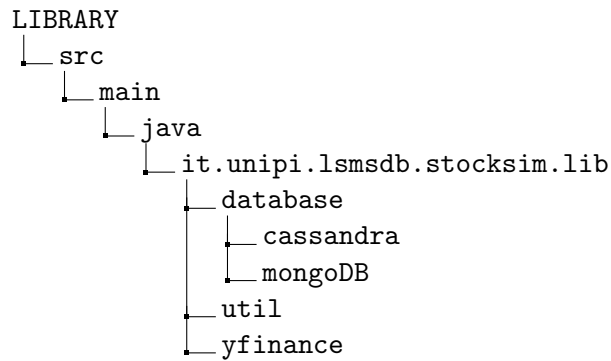 LIBRARY
src
main
java
it.unipi.lsmsdb.stocksim.lib
database
cassandra
mongoDB
util
yfinance